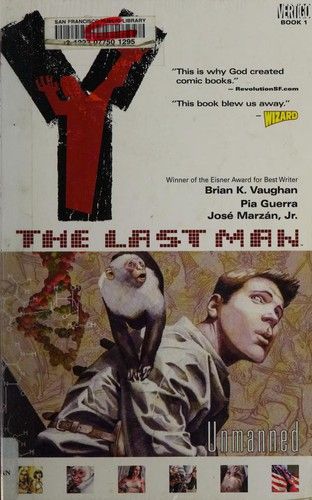 SAN FRANCISCO PUBLIC LIBRARY
1295
VERTIGO
BOOK 1
Y
"This is why God created
comic books."
— RevolutionSF.com
"This book blew us away."
— WIZARD
Winner of the Eisner Award for Best Writer
Brian K. Vaughan
Pia Guerra
José Marzán, Jr.
THE LAST MAN
Unmanned
AN